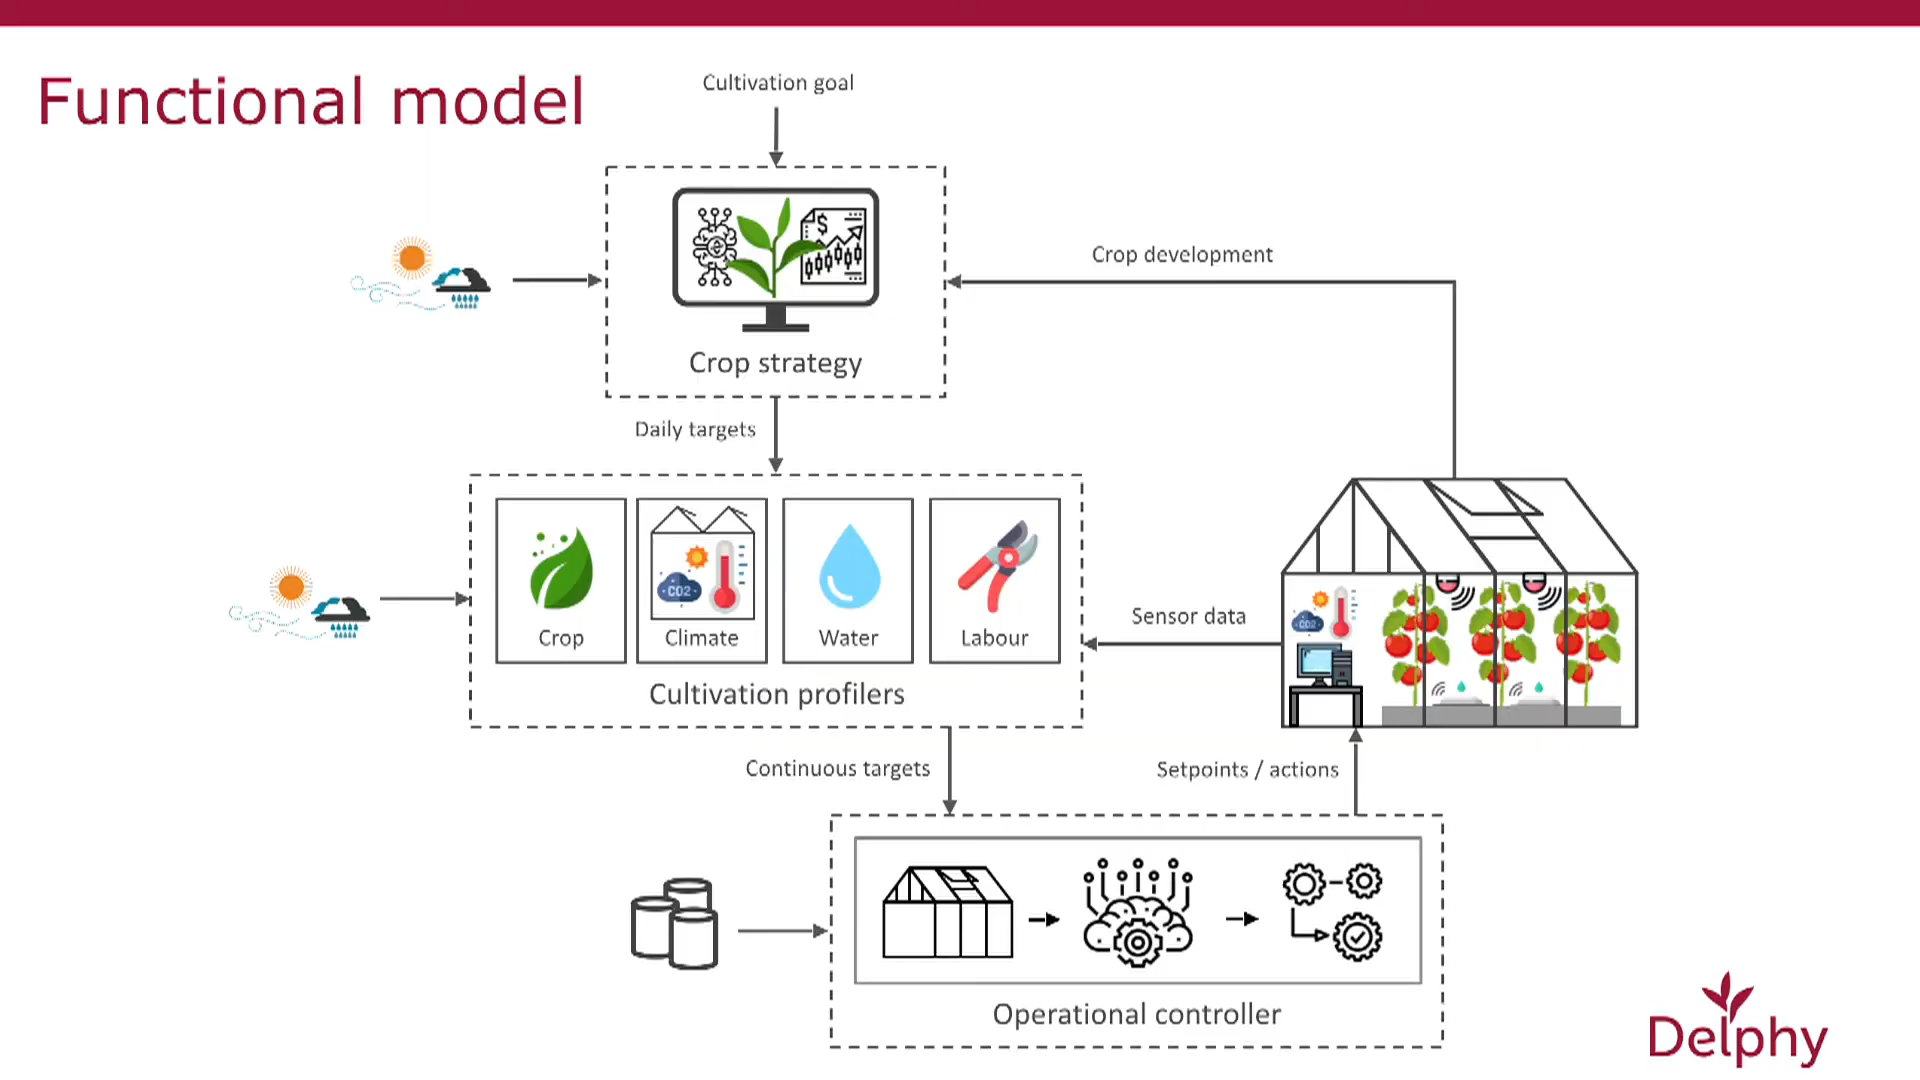 Functional model
Cultivation goal
Crop development
Crop strategy
Daily targets
Crop
Climate
Water
Labour
CO2
Cultivation profilers
Sensor data
CO2
Continuous targets
Setpoints / actions
Operational controller
Delphy
$